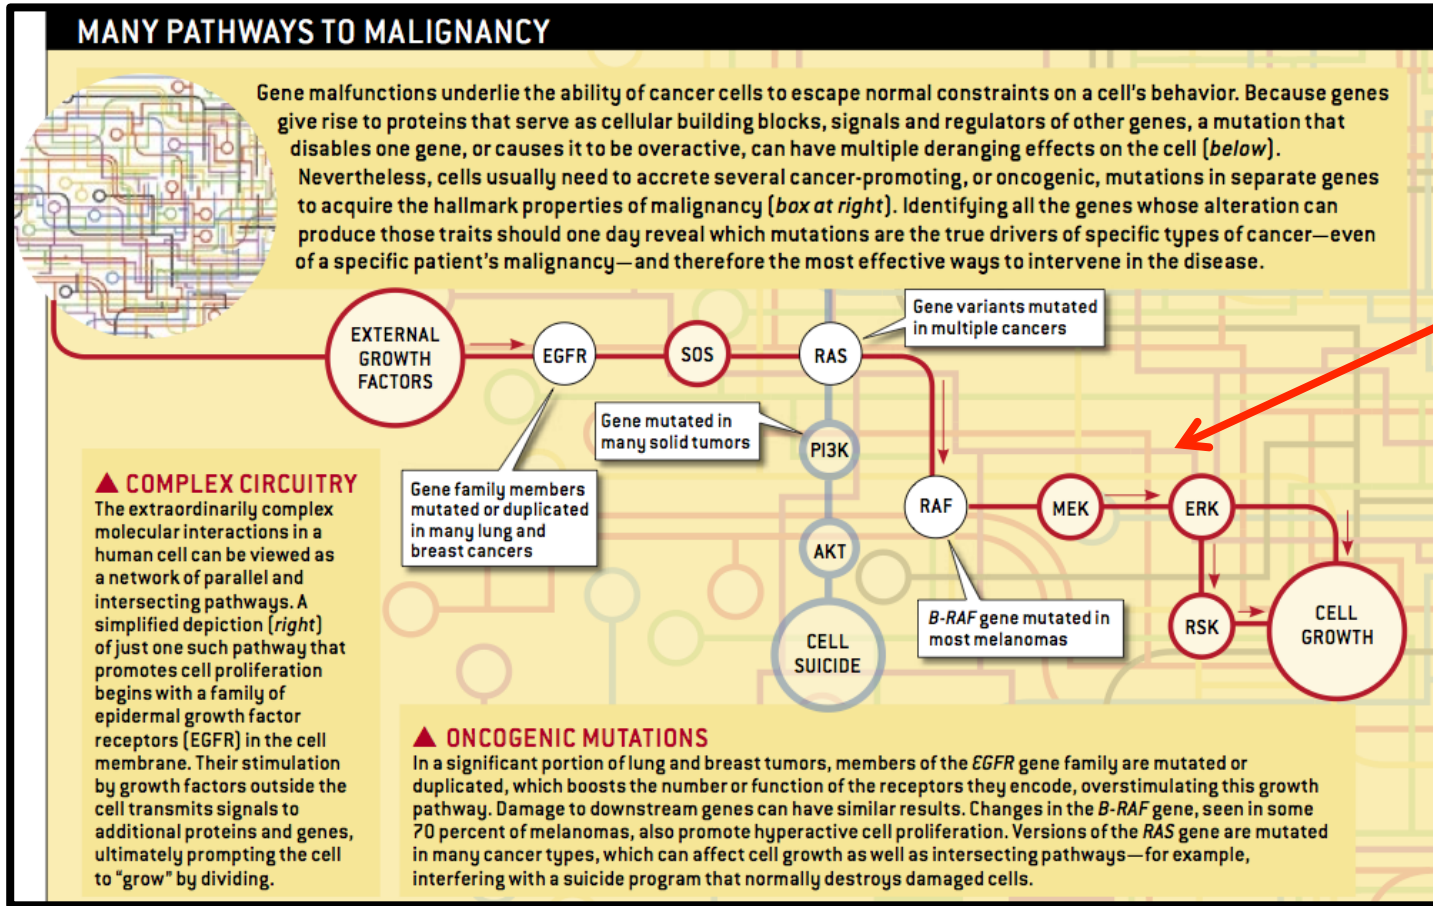 MANY PATHWAYS TO MALIGNANCY
Gene malfunctions underlie the ability of cancer cells to escape normal constraints on a cell's behavior. Because genes
give rise to proteins that serve as cellular building blocks, signals and regulators of other genes, a mutation that
disables one gene, or causes it to be overactive, can have multiple deranging effects on the cell (below).
Nevertheless, cells usually need to accrete several cancer-promoting, or oncogenic, mutations in separate genes
to acquire the hallmark properties of malignancy (box at right). Identifying all the genes whose alteration can
produce those traits should one day reveal which mutations are the true drivers of specific types of cancer—even
of a specific patient's malignancy—and therefore the most effective ways to intervene in the disease.
EXTERNAL
GROWTH
FACTORS
EGFR
SOS
RAS
Gene variants mutated
in multiple cancers
Gene mutated in
many solid tumors
PI3K
Gene family members
mutated or duplicated
in many lung and
breast cancers
AKT
CELL
SUICIDE
RAF
MEK
ERK
B-RAF gene mutated in
most melanomas
RSK
CELL
GROWTH
▲ COMPLEX CIRCUITRY
The extraordinarily complex
molecular interactions in a
human cell can be viewed as
a network of parallel and
intersecting pathways. A
simplified depiction (right)
of just one such pathway that
promotes cell proliferation
begins with a family of
epidermal growth factor
receptors (EGFR) in the cell
membrane. Their stimulation
by growth factors outside the
cell transmits signals to
additional proteins and genes,
ultimately prompting the cell
to "grow" by dividing.
▲ ONCOGENIC MUTATIONS
In a significant portion of lung and breast tumors, members of the EGFR gene family are mutated or
duplicated, which boosts the number or function of the receptors they encode, overstimulating this growth
pathway. Damage to downstream genes can have similar results. Changes in the B-RAF gene, seen in some
70 percent of melanomas, also promote hyperactive cell proliferation. Versions of the RAS gene are mutated
in many cancer types, which can affect cell growth as well as intersecting pathways—for example,
interfering with a suicide program that normally destroys damaged cells.